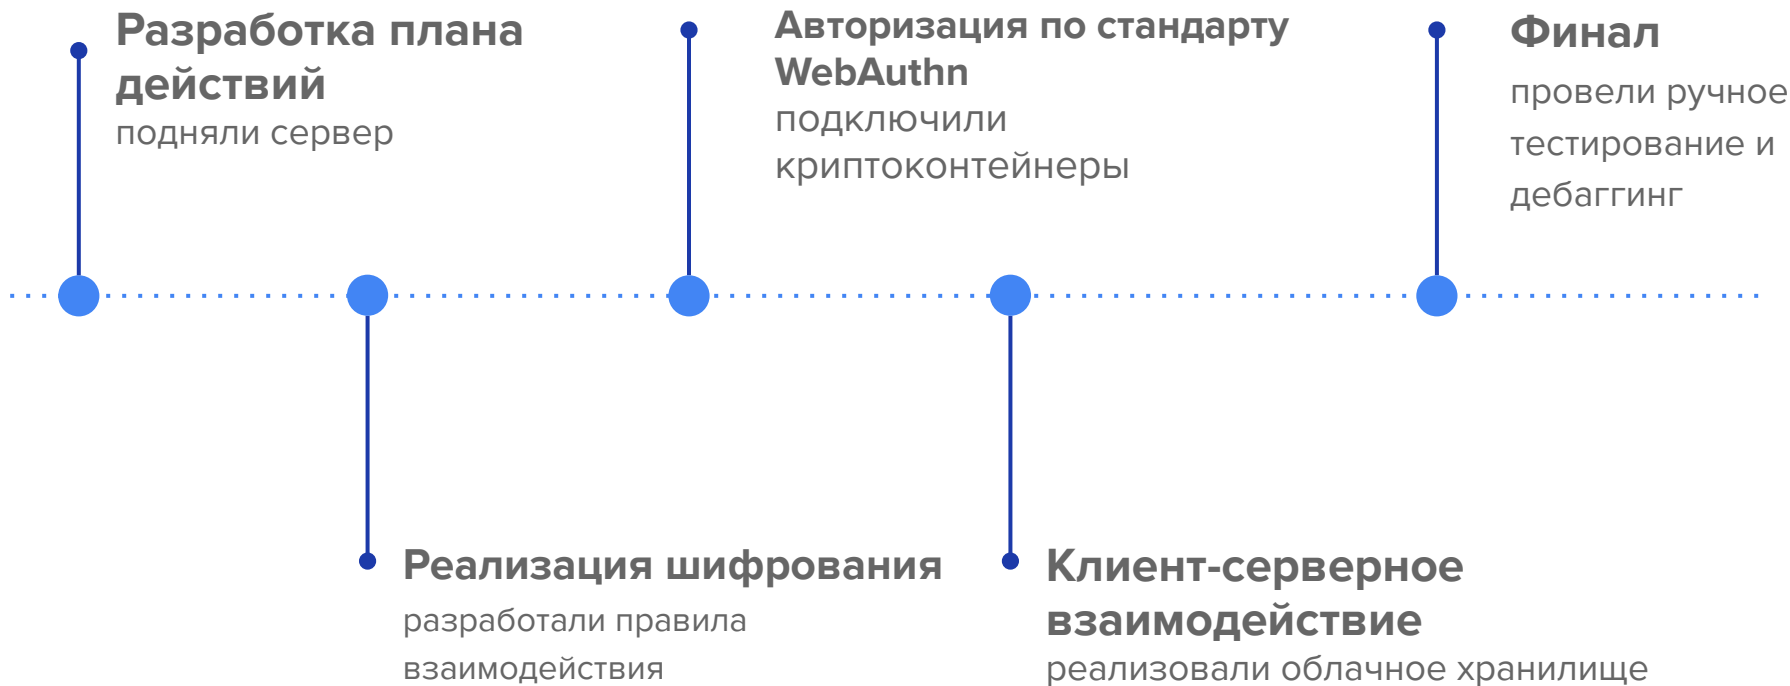 Разработка плана
действий
подняли сервер
Реализация шифрования
разработали правила
взаимодействия
Авторизация по стандарту
WebAuthn
подключили
криптоконтейнеры
Клиент-серверное
взаимодействие
реализовали облачное хранилище
Финал
провели ручное
тестирование и
дебаггинг